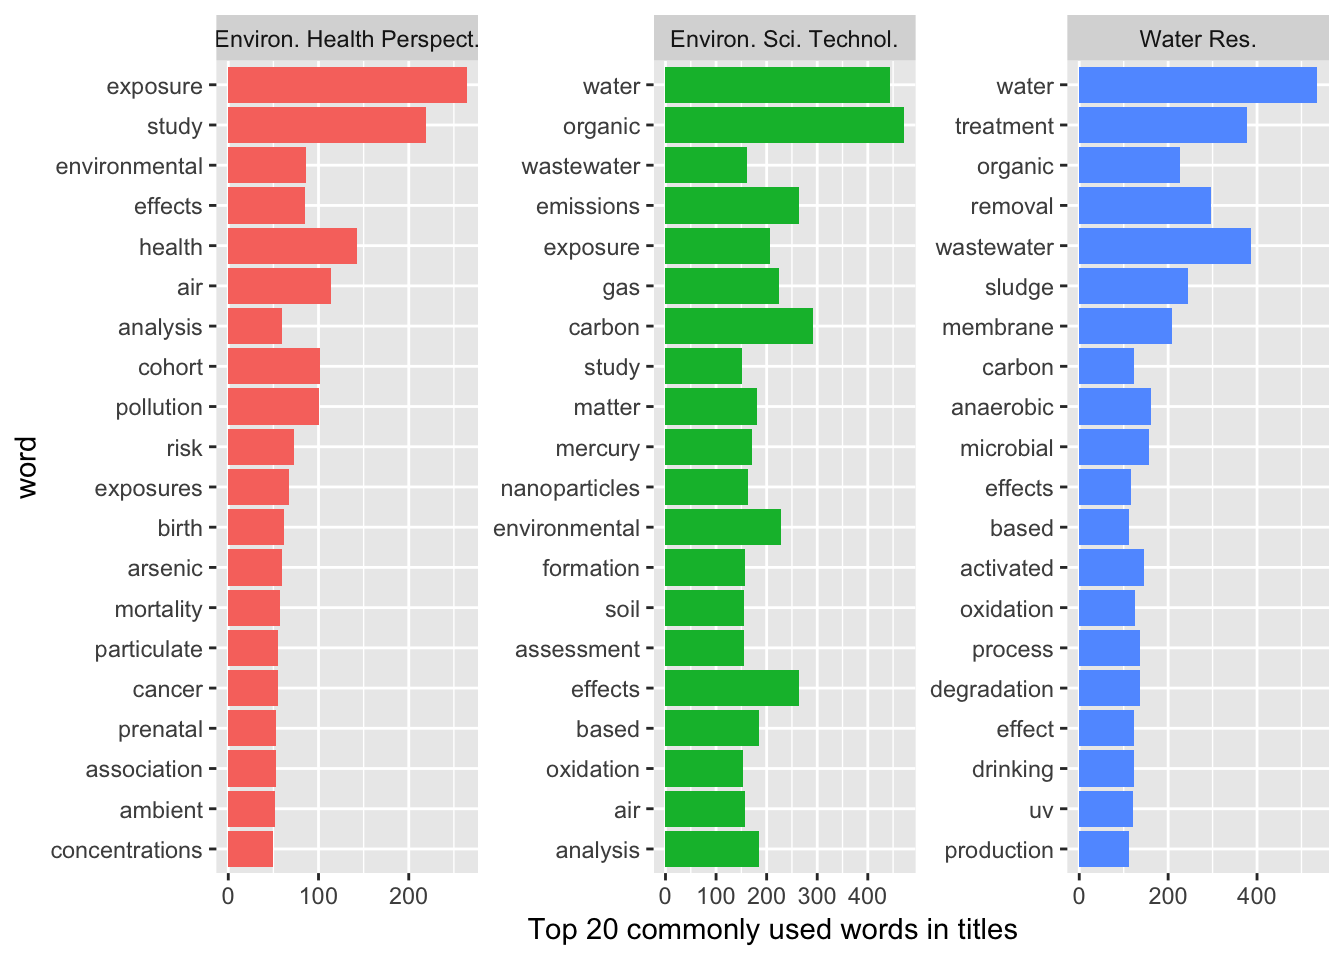 Environ. Health Perspect.
exposure
study
environmental
effects
health
air
analysis
cohort
pollution
risk
exposures
birth
arsenic
mortality
particulate
cancer
prenatal
association
ambient
concentrations
0 100 200
Environ. Sci. Technol.
water
organic
wastewater
emissions
exposure
gas
carbon
study
matter
mercury
nanoparticles
environmental
formation
soil
assessment
effects
based
oxidation
air
analysis
0 100 200 300 400
Water Res.
water
treatment
organic
removal
wastewater
sludge
membrane
carbon
anaerobic
microbial
effects
based
activated
oxidation
process
degradation
effect
drinking
uv
production
0 200 400
word
Top 20 commonly used words in titles